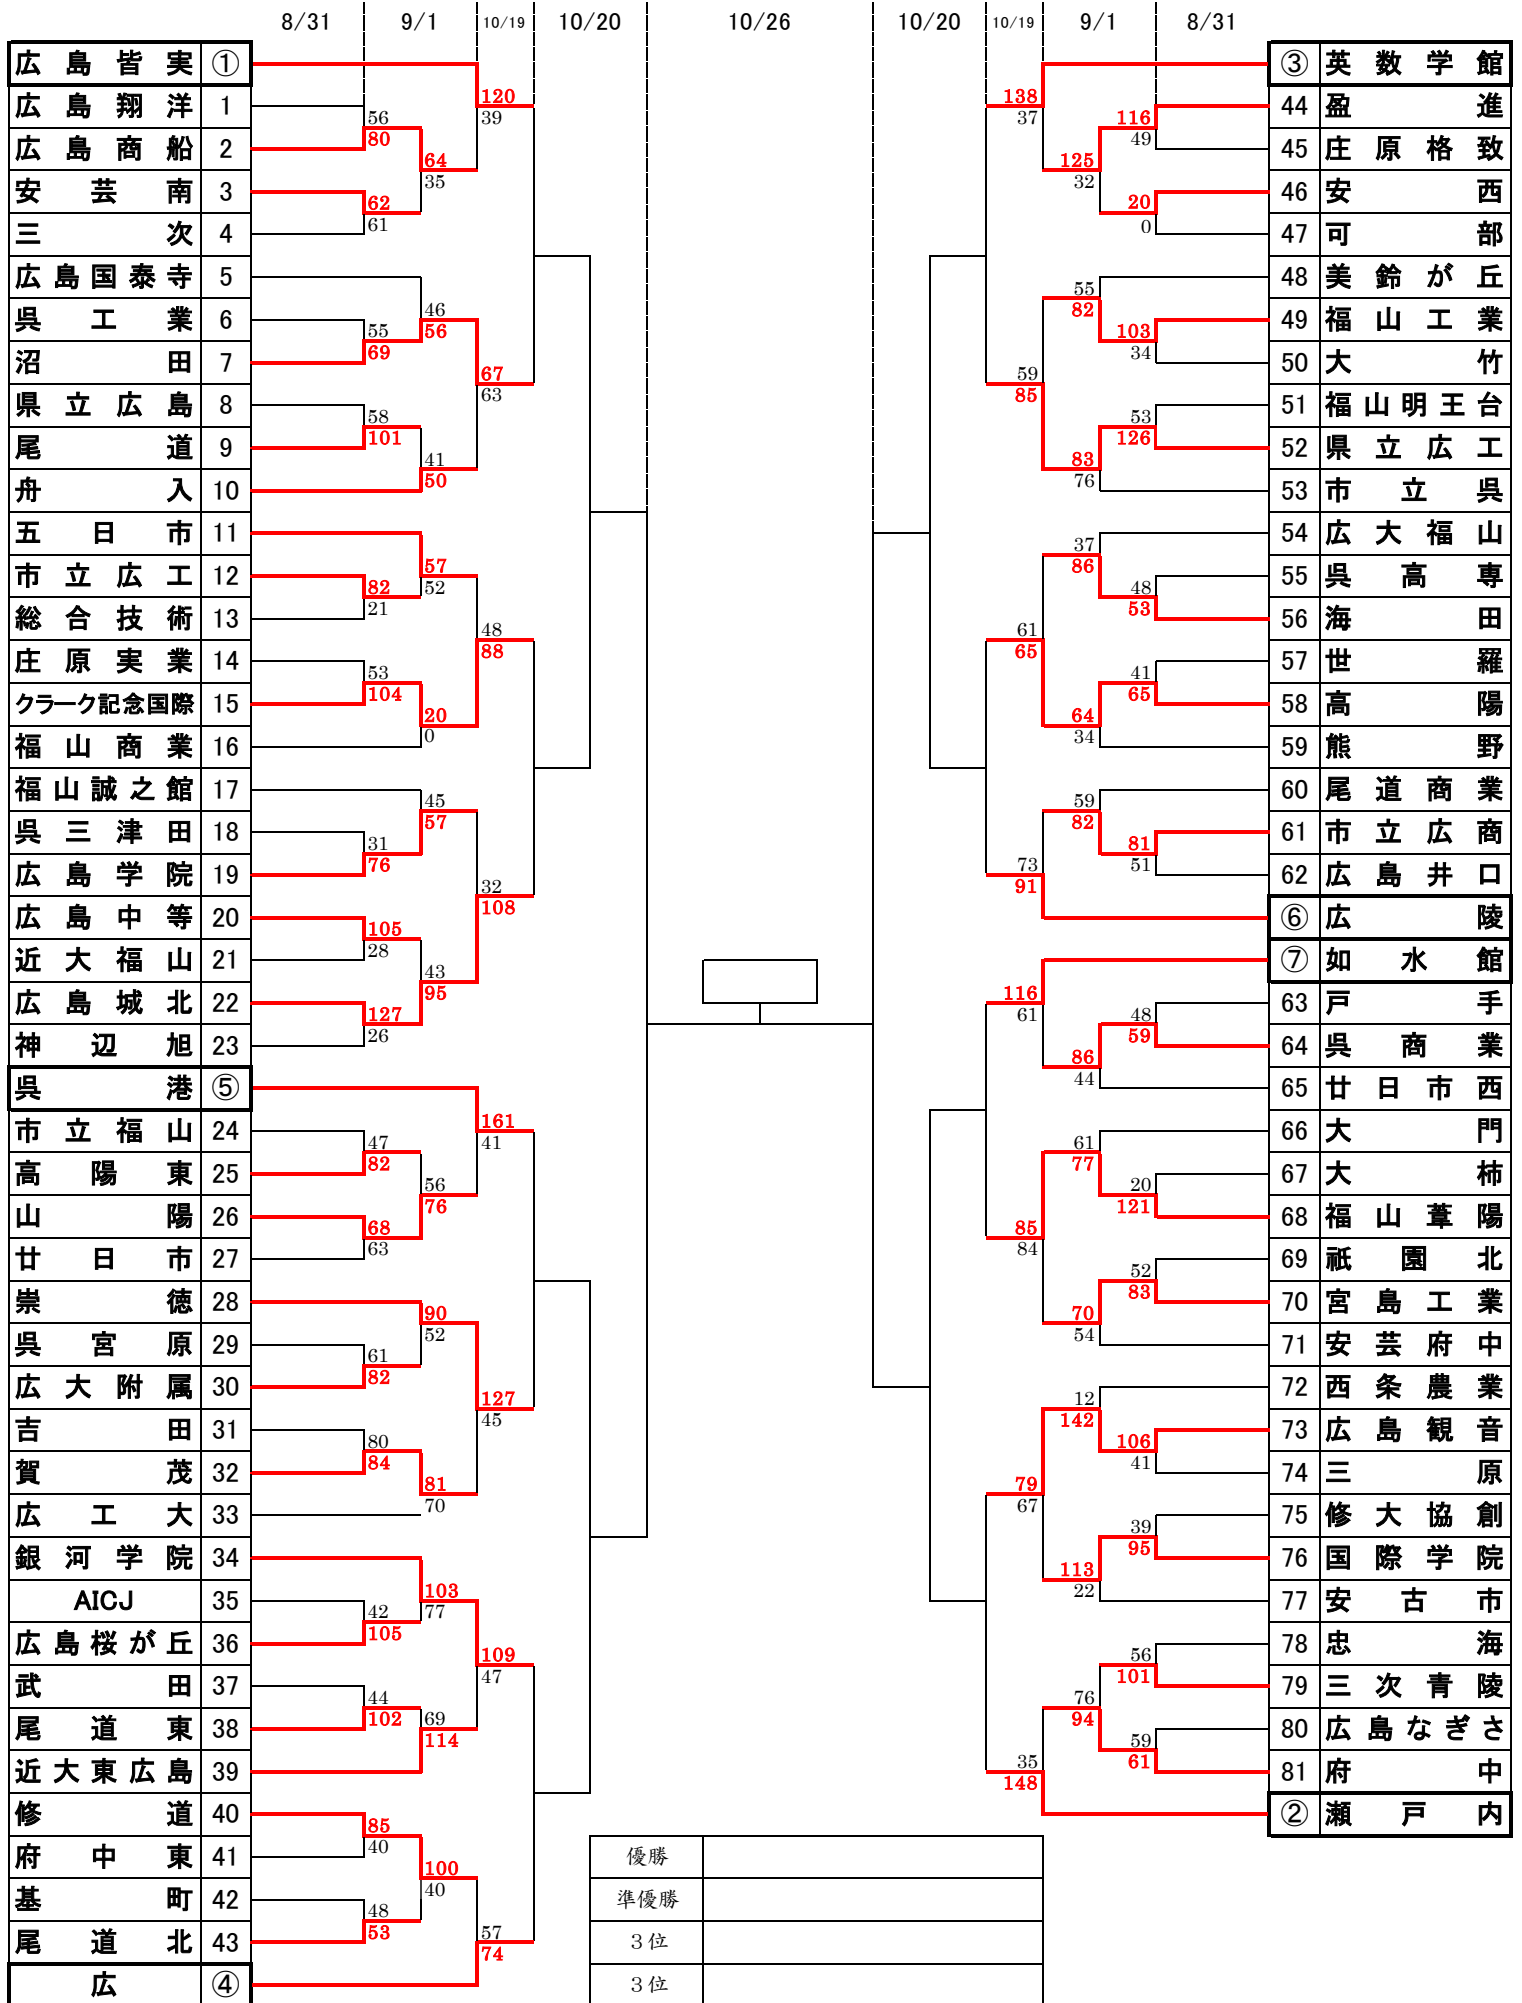 8/31 9/1 10/19 10/20 10/26 10/20 10/19 9/1 8/31
広島皆実 ①
広島翔洋 1
広島商船 2
安芸南 3
三次 4
広島国泰寺 5
呉工業 6
沼田 7
県立広島 8
尾道 9
舟入 10
五日市 11
市立広工 12
総合技術 13
庄原実業 14
クラーク記念国際 15
福山商業 16
福山誠之館 17
呉三津田 18
広島学院 19
広島中等 20
近大福山 21
広島城北 22
神辺旭 23
呉港 ⑤
市立福山 24
高陽東 25
山陽 26
廿日市 27
崇徳 28
呉宮原 29
広大附属 30
吉田 31
賀茂 32
広工大 33
銀河学院 34
AICJ 35
広島桜が丘 36
武田 37
尾道東 38
近大東広島 39
修道 40
府中東 41
基町 42
尾道北 43
広 ④
56
80
62
61
55
69
58
101
82
21
53
104
31
76
105
28
127
26
47
82
68
63
61
82
80
84
42
105
44
102
85
40
48
53
64
35
46
56
41
50
57
52
20
0
45
57
43
95
56
76
90
52
81
70
103
77
69
114
100
40
120
39
67
63
48
88
32
108
161
41
127
45
109
47
57
74
138
37
59
85
61
65
73
91
116
61
85
84
79
67
35
148
125
32
55
82
83
76
37
86
64
34
59
82
86
44
61
77
70
54
12
142
113
22
76
94
116
49
20
0
103
34
53
126
48
53
41
65
81
51
48
59
20
121
52
83
106
41
39
95
56
101
59
61
③ 英数学館
44 盈進
45 庄原格致
46 安西
47 可部
48 美鈴が丘
49 福山工業
50 大竹
51 福山明王台
52 県立広工
53 市立呉
54 広大福山
55 呉高専
56 海田
57 世羅
58 高陽
59 熊野
60 尾道商業
61 市立広商
62 広島井口
⑥ 広陵
⑦ 如水館
63 戸手
64 呉商業
65 廿日市西
66 大門
67 大柿
68 福山葦陽
69 祇園北
70 宮島工業
71 安芸府中
72 西条農業
73 広島観音
74 三原
75 修大協創
76 国際学院
77 安古市
78 忠海
79 三次青陵
80 広島なぎさ
81 府中
② 瀬戸内
優勝
準優勝
３位
３位